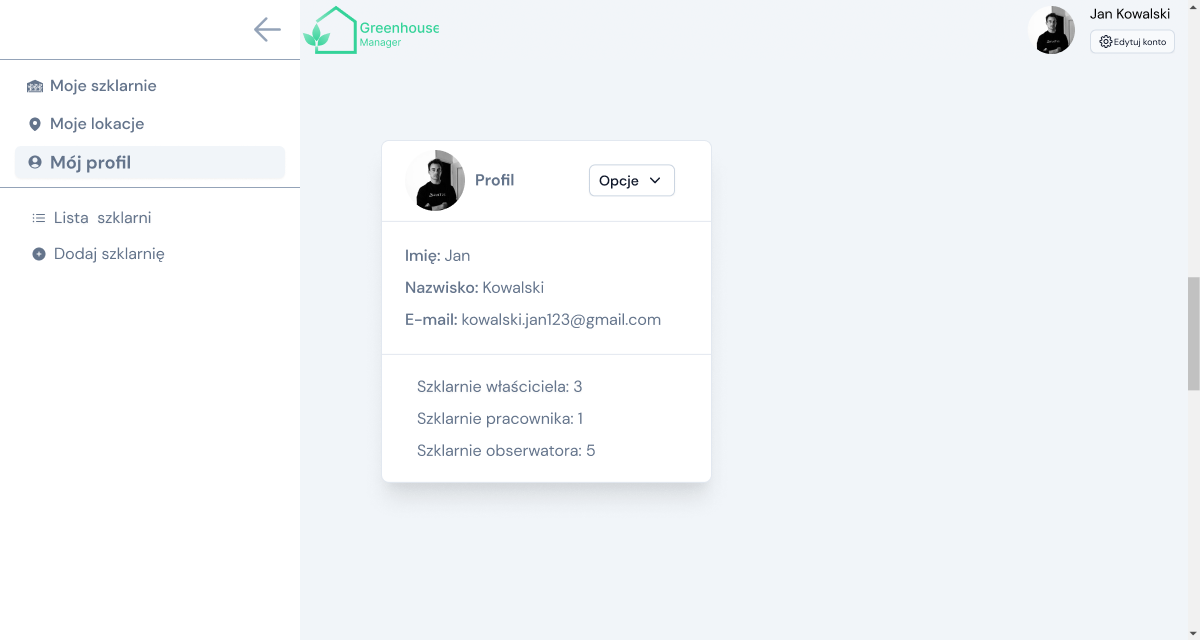 Greenhouse
Manager
Jan Kowalski
Edytuj konto
Moje szklarnie
Moje lokacje
Mój profil
Lista szklarni
Dodaj szklarnię
Profil
Opcje
Imię: Jan
Nazwisko: Kowalski
E-mail: kowalski.jan123@gmail.com
Szklarnie właściciela: 3
Szklarnie pracownika: 1
Szklarnie obserwatora: 5